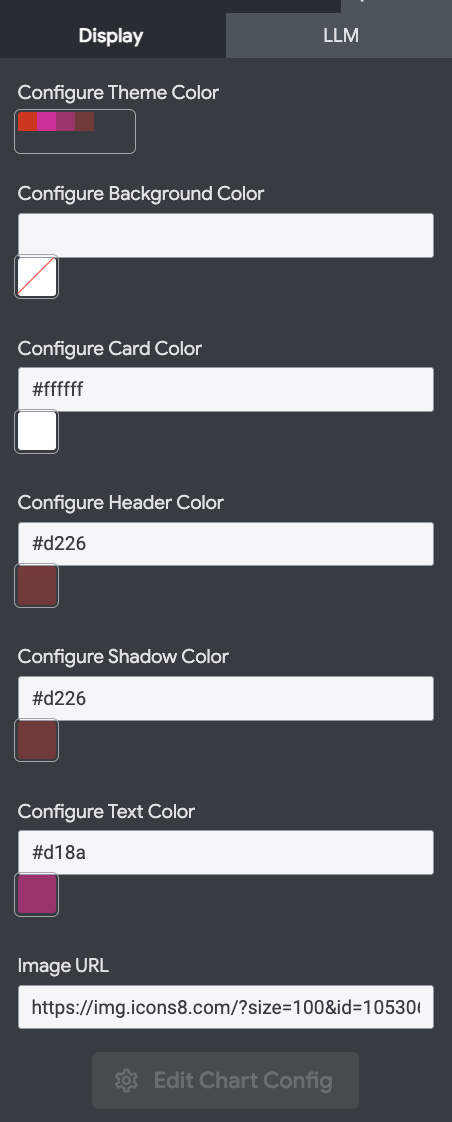 Display
LLM
Configure Theme Color
Configure Background Color
Configure Card Color
#ffffff
Configure Header Color
#d226
Configure Shadow Color
#d226
Configure Text Color
#d18a
Image URL
https://img.icons8.com/?size=100&id=10530
Edit Chart Config